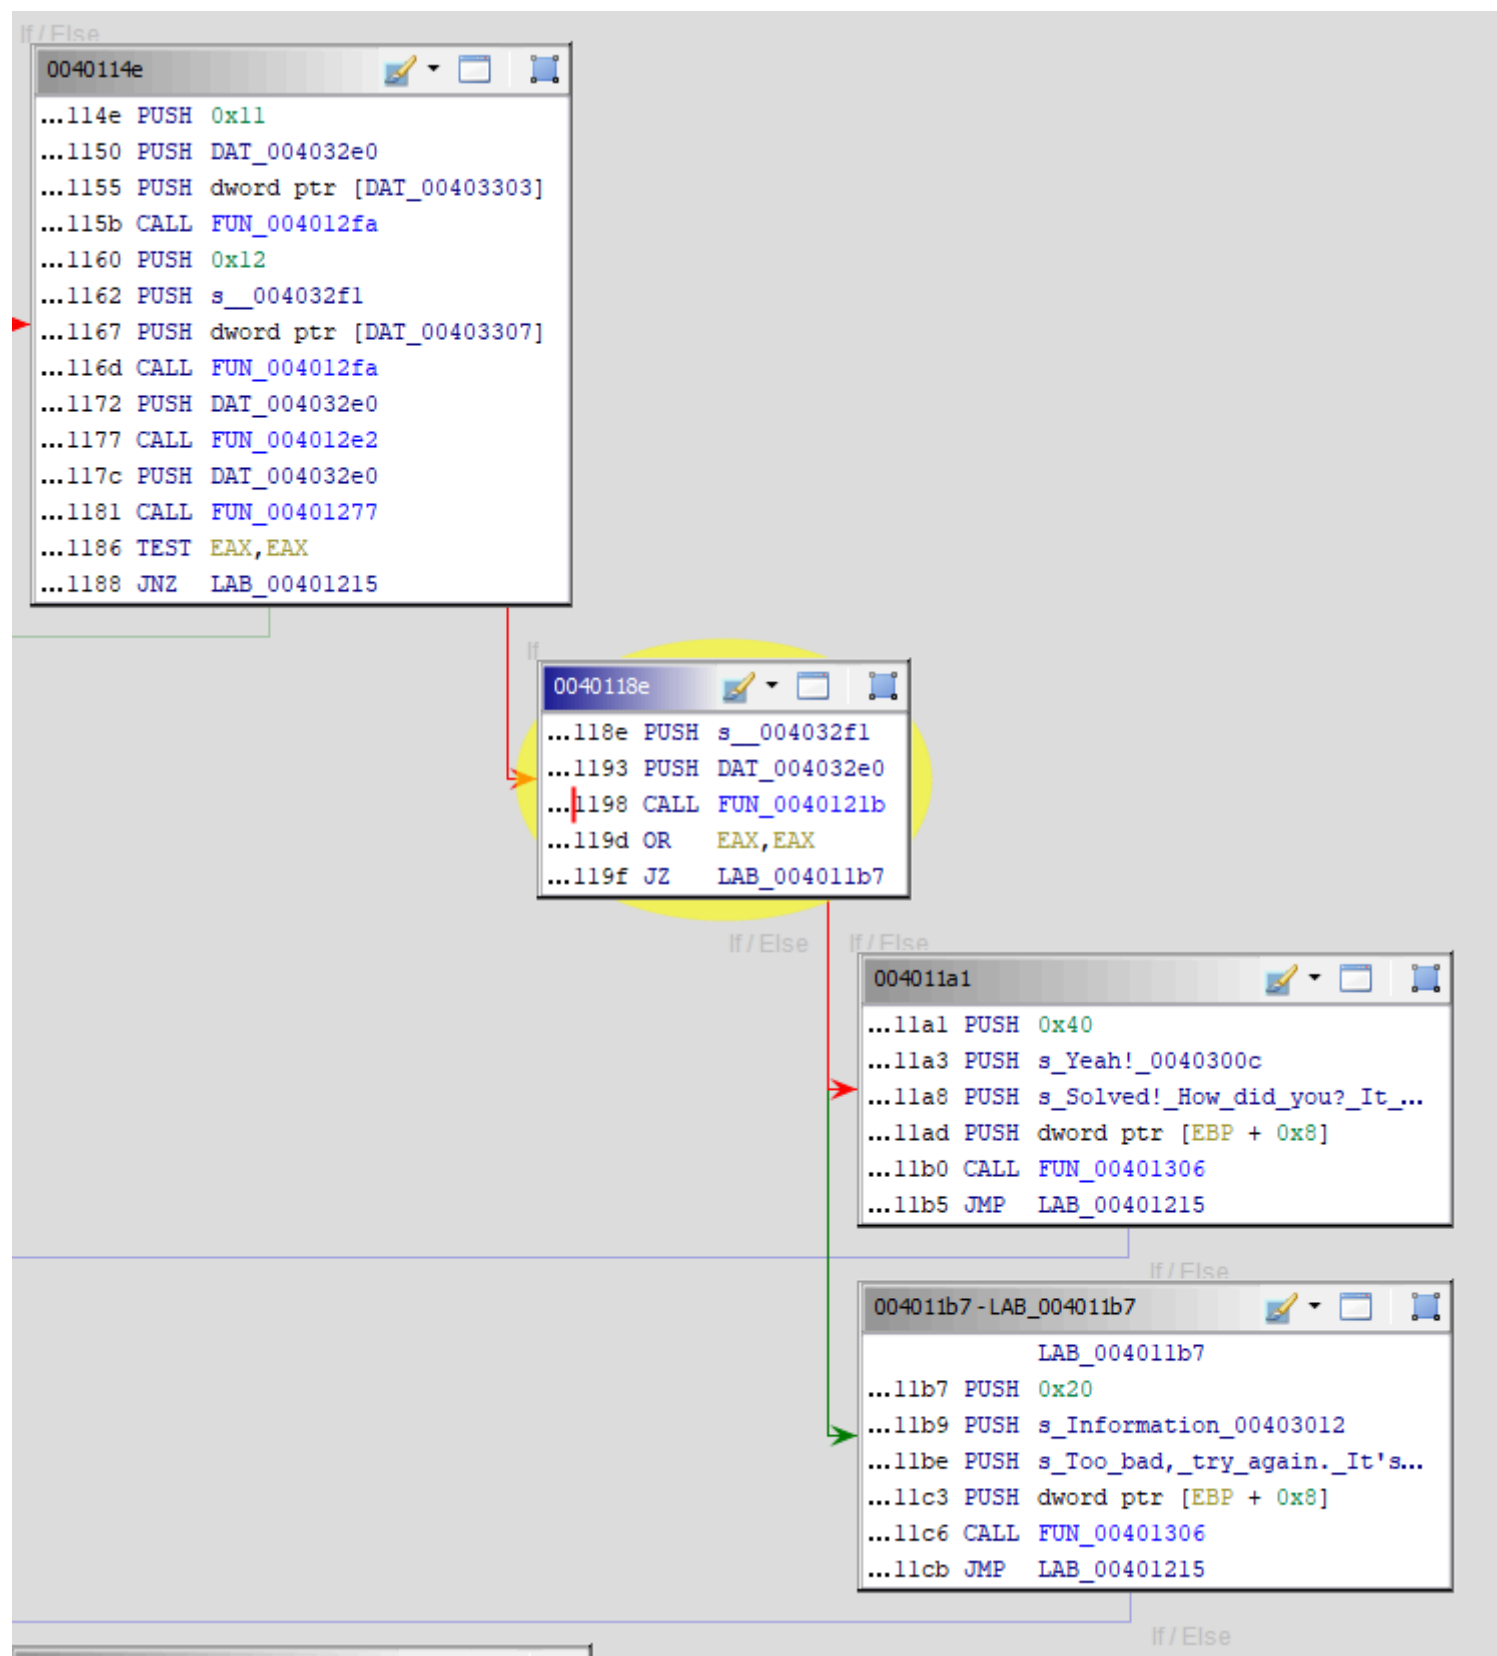 If / Else
0040114e
...114e PUSH 0x11
...1150 PUSH DAT_004032e0
...1155 PUSH dword ptr [DAT_00403303]
...115b CALL FUN_004012fa
...1160 PUSH 0x12
...1162 PUSH s__004032f1
...1167 PUSH dword ptr [DAT_00403307]
...116d CALL FUN_004012fa
...1172 PUSH DAT_004032e0
...1177 CALL FUN_004012e2
...117c PUSH DAT_004032e0
...1181 CALL FUN_00401277
...1186 TEST EAX,EAX
...1188 JNZ LAB_00401215
If
0040118e
...118e PUSH s__004032f1
...1193 PUSH DAT_004032e0
...1198 CALL FUN_0040121b
...119d OR EAX,EAX
...119f JZ LAB_004011b7
If / Else If / Else
004011a1
...11a1 PUSH 0x40
...11a3 PUSH s_Yeah!_0040300c
...11a8 PUSH s_Solved!_How_did_you?_It_...
...11ad PUSH dword ptr [EBP + 0x8]
...11b0 CALL FUN_00401306
...11b5 JMP LAB_00401215
If / Else
004011b7 - LAB_004011b7
LAB_004011b7
...11b7 PUSH 0x20
...11b9 PUSH s_Information_00403012
...11be PUSH s_Too_bad,_try_again._It's...
...11c3 PUSH dword ptr [EBP + 0x8]
...11c6 CALL FUN_00401306
...11cb JMP LAB_00401215
If / Else